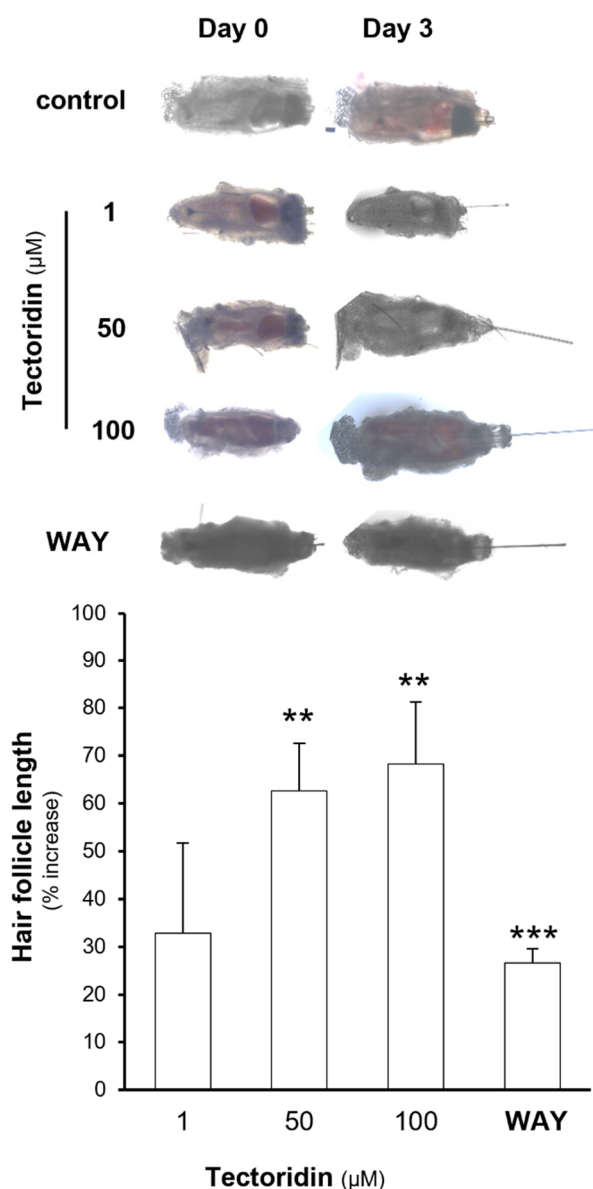 Day 0 Day 3
control
1
Tectoridin (µM)
50
100
WAY
100
90
80
70
60
50
40
30
20
10
0
Hair follicle length
(% increase)
**
**
***
1 50 100 WAY
Tectoridin (µM)